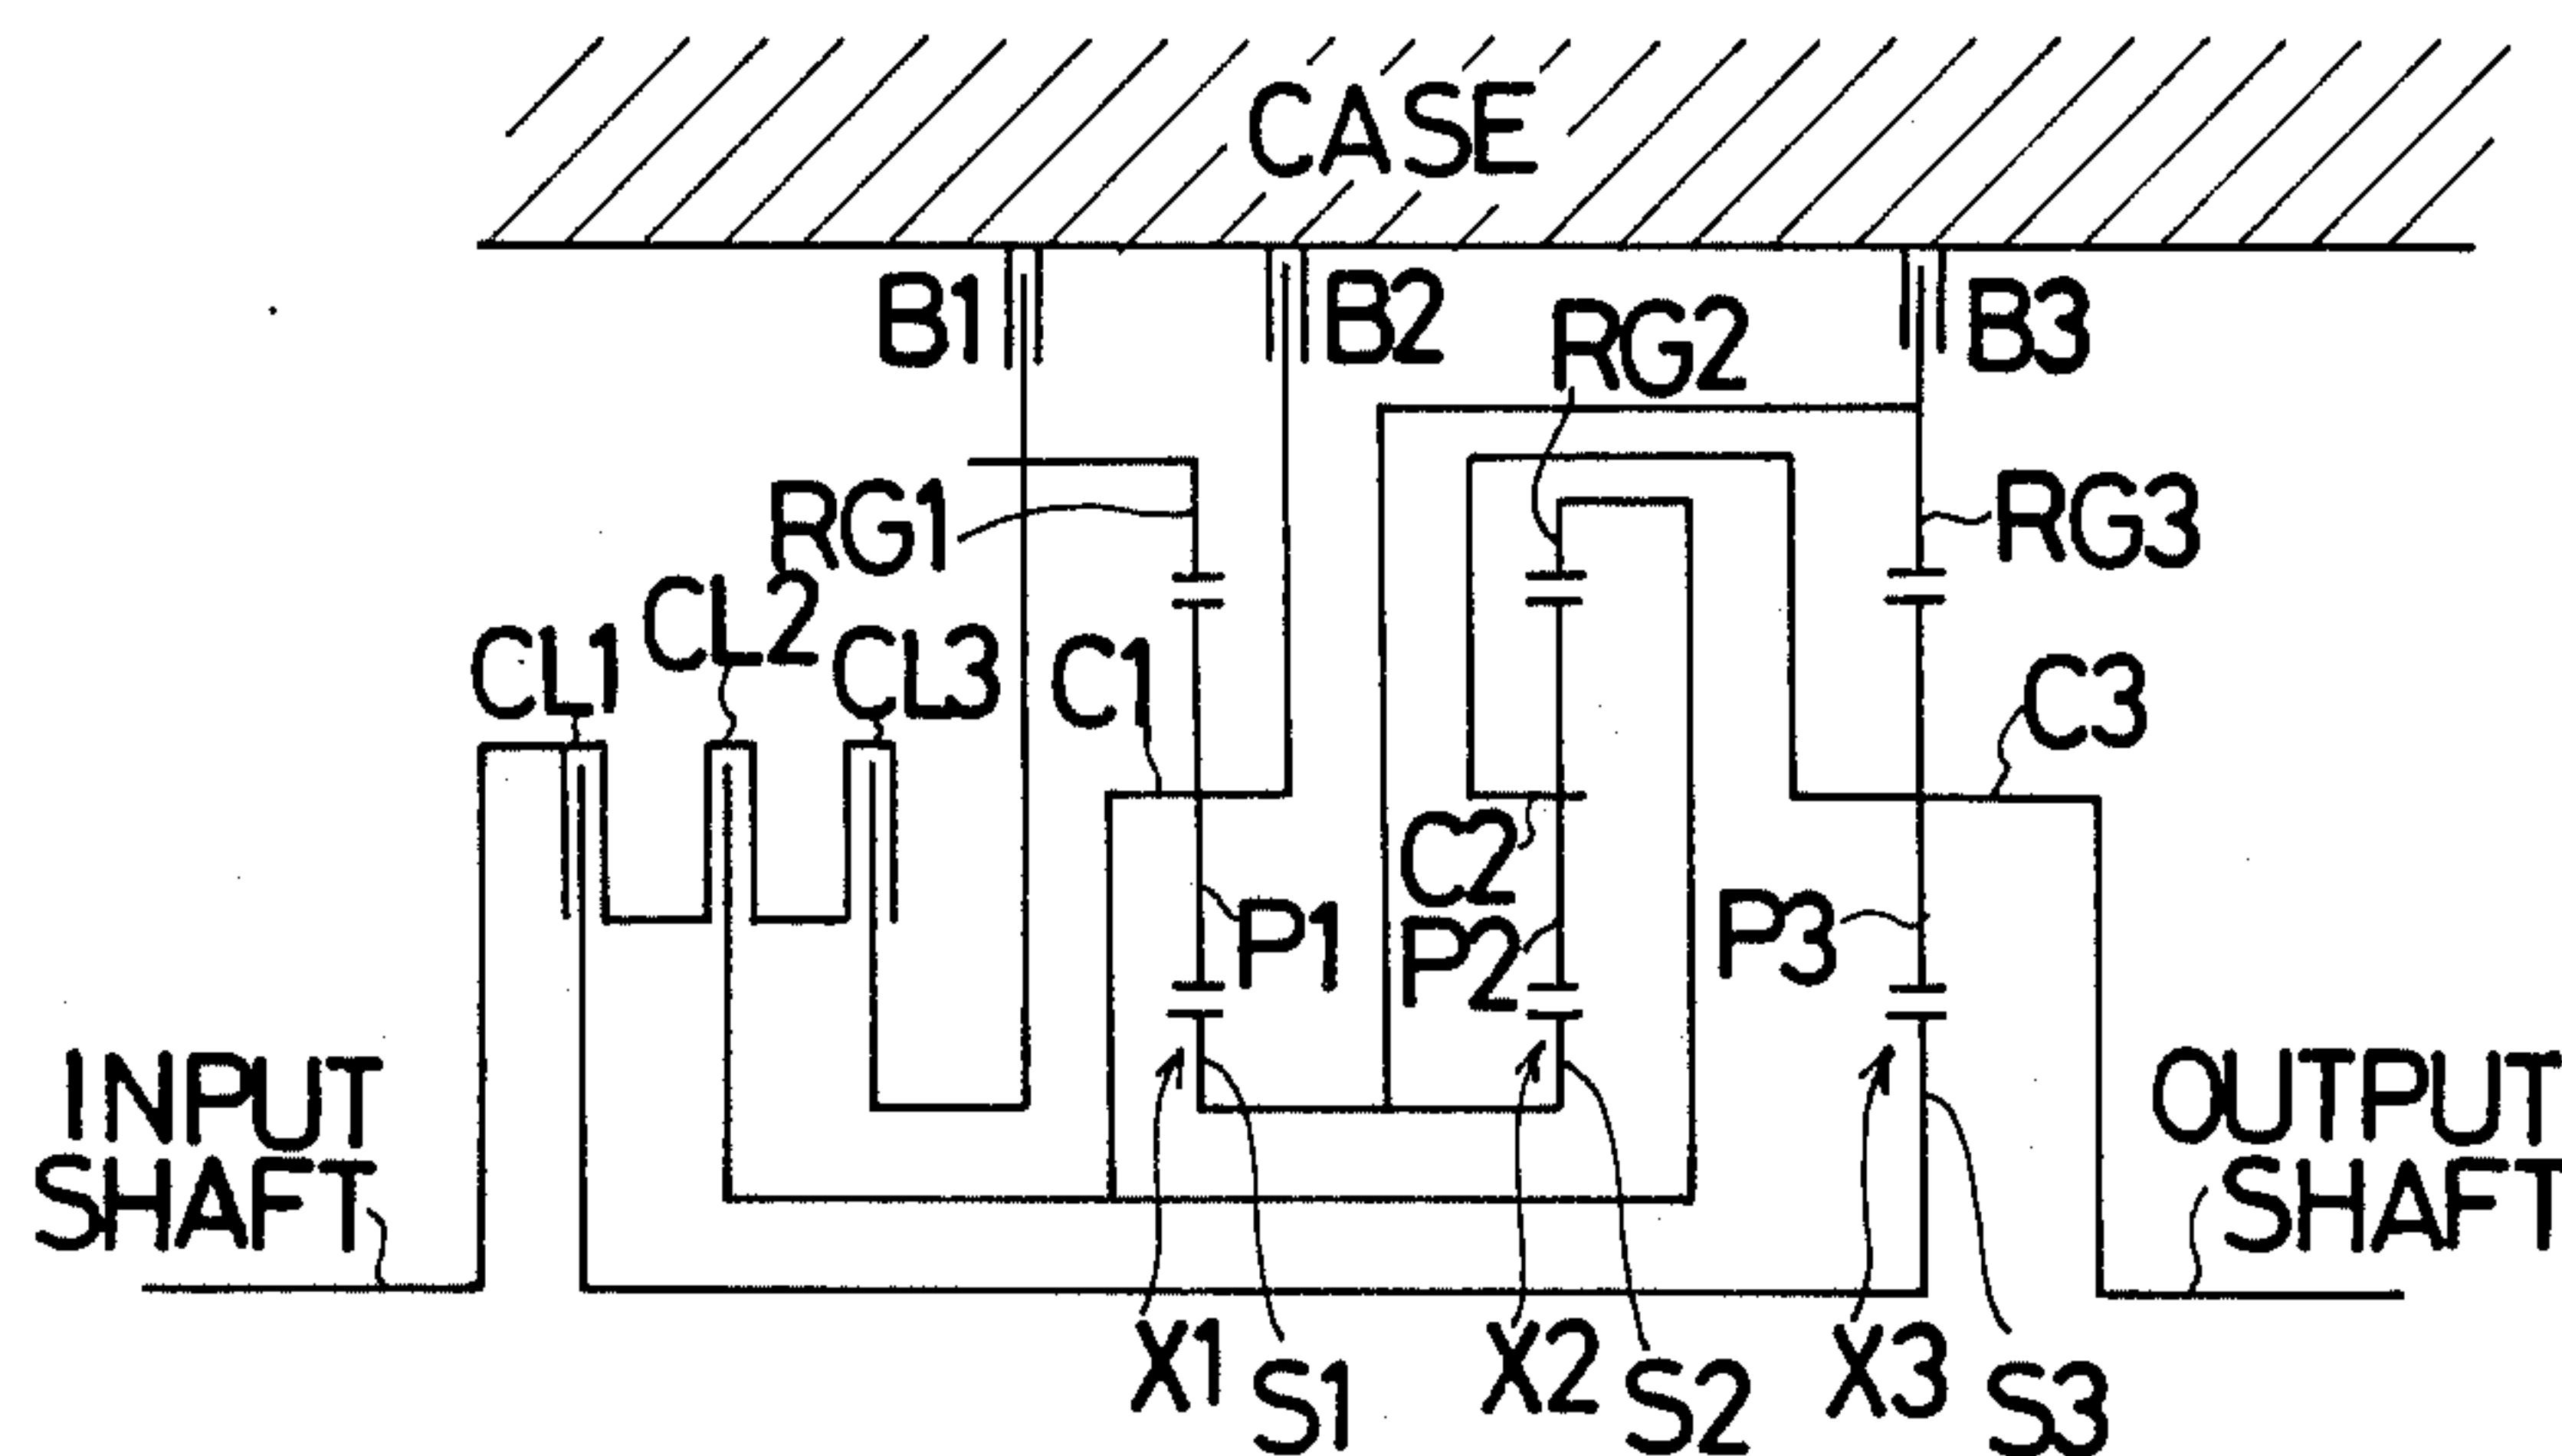 CASE
B1
B2
RG2
B3
RG1
RG3
CL2
CL1
CL3
C1
C3
C2
P1
P2
P3
INPUT
SHAFT
OUTPUT
SHAFT
X1
S1
X2
S2
X3
S3